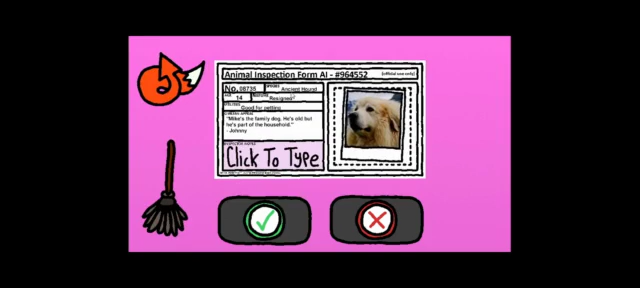 Animal Inspection Form AI - #964552
(official use only)
No. 98735
Ancient Hound
14
Resigned?
Good for petting
"Mike's the family dog. He's old but
he's part of the household."
- Johnny
Click To Type